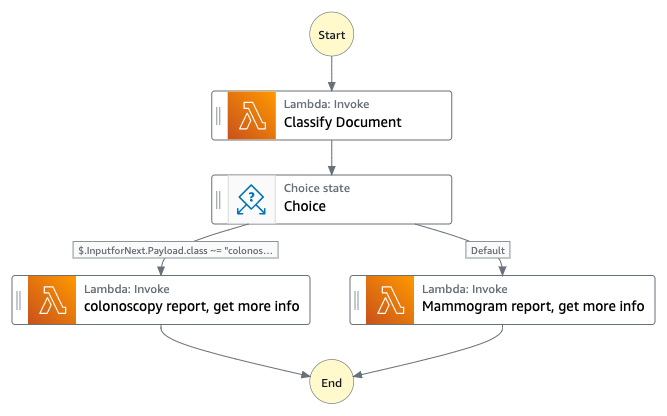 Start
Lambda: Invoke
Classify Document
Choice state
Choice
$.InputforNext.Payload.class ~= "colonos...
Default
Lambda: Invoke
colonoscopy report, get more info
Lambda: Invoke
Mammogram report, get more info
End